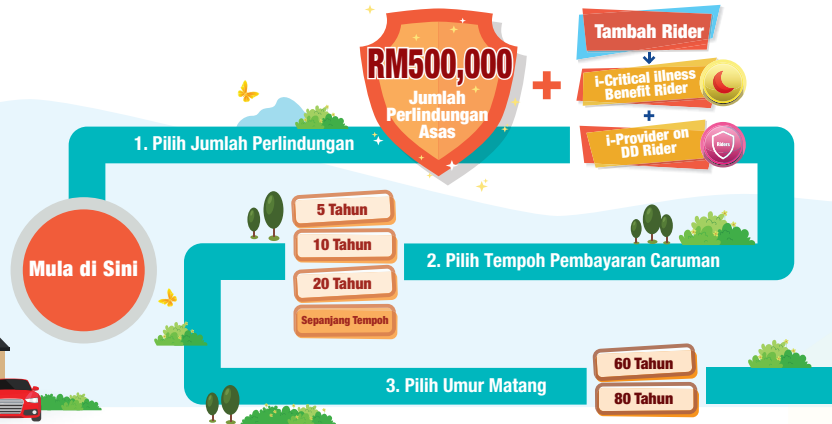 RM500,000
Jumlah
Perlindungan
Asas
+
Tambah Rider
i-Critical illness
Benefit Rider
+
i-Provider on
DD Rider
Riders
1. Pilih Jumlah Perlindungan
Mula di Sini
5 Tahun
10 Tahun
20 Tahun
Sepanjang Tempoh
2. Pilih Tempoh Pembayaran Caruman
3. Pilih Umur Matang
60 Tahun
80 Tahun